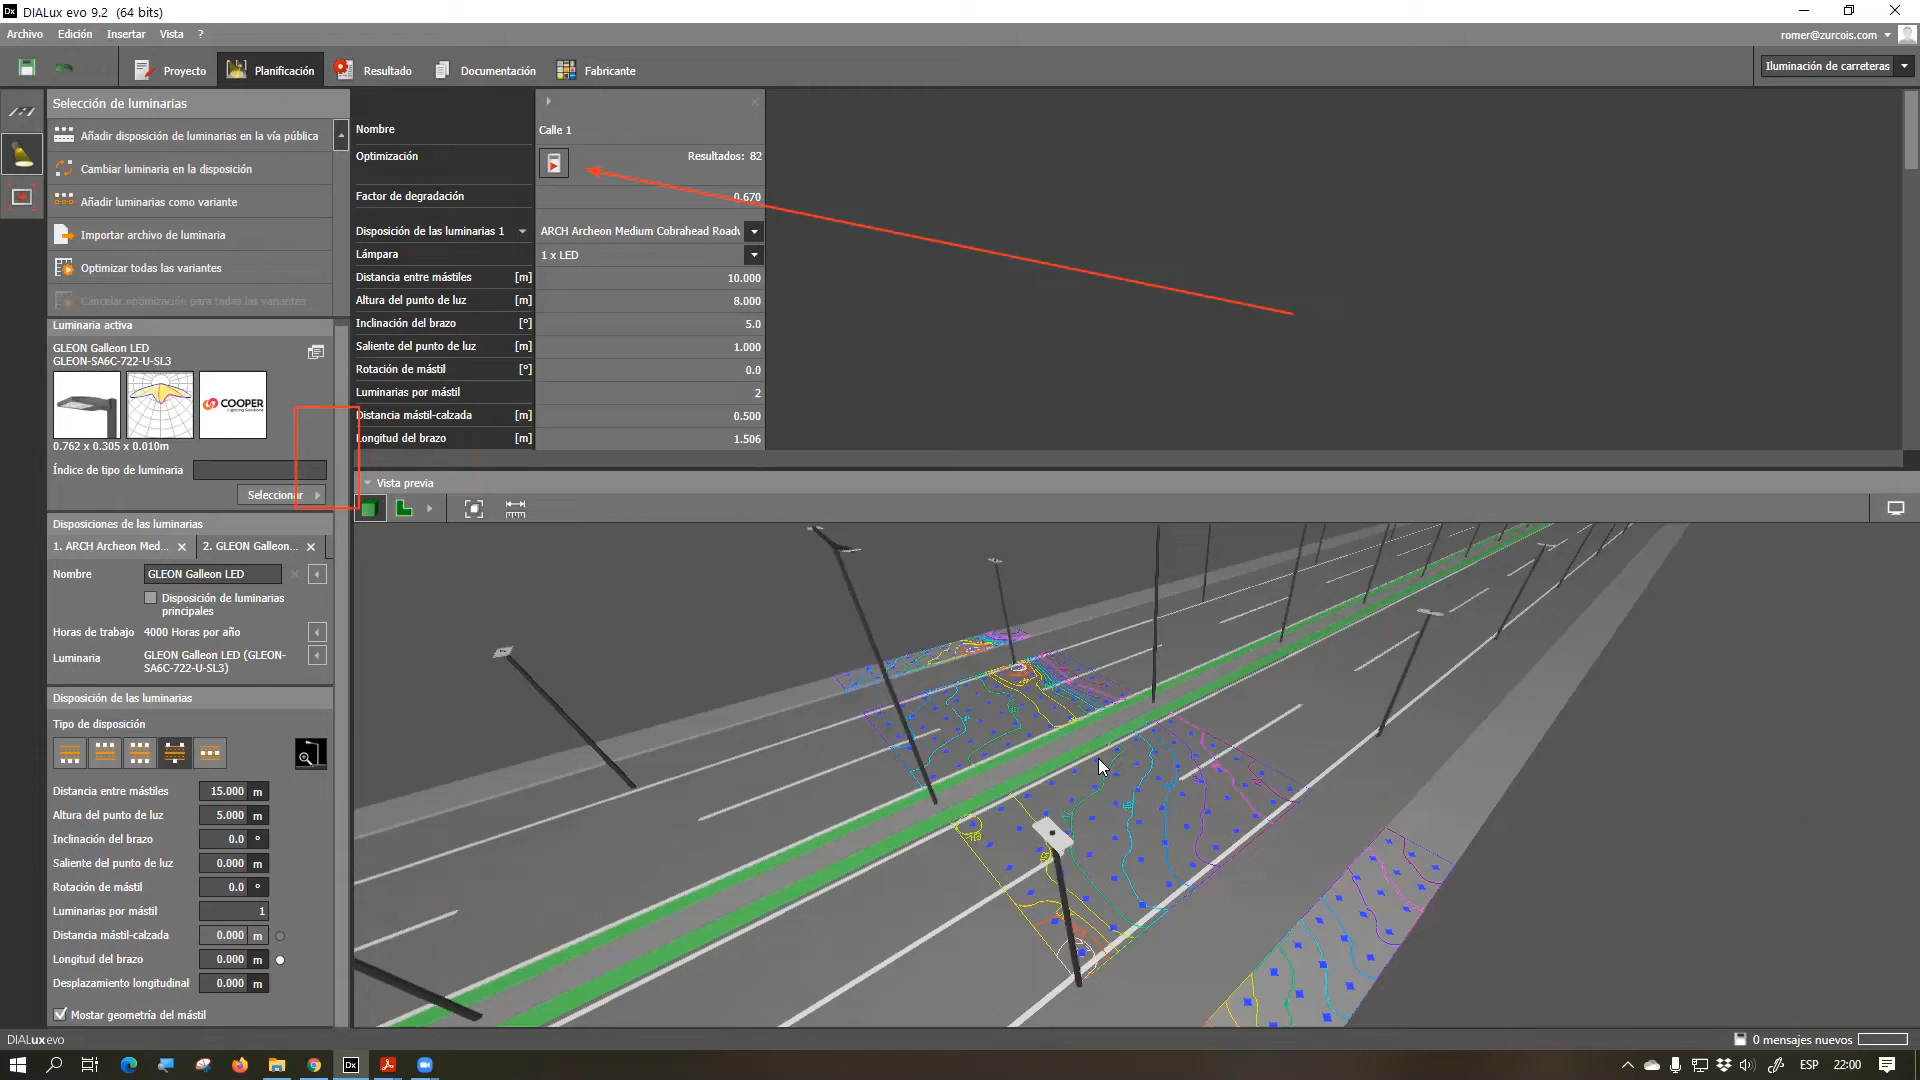 DIALux evo 9.2 (64 bits)
Archivo Edición Insertar Vista ?
romer@zurcois.com
Proyecto Planificación Resultado Documentación Fabricante
Iluminación de carreteras
Selección de luminarias
Añadir disposición de luminarias en la vía pública
Cambiar luminaria en la disposición
Añadir luminarias como variante
Importar archivo de luminaria
Optimizar todas las variantes
Cancelar optimización para todas las variantes
Luminaria activa
GLEON Galleon LED
GLEON-SA6C-722-U-SL3
COOPER
Lighting Solutions
0.762 x 0.305 x 0.010m
Índice de tipo de luminaria
Seleccionar
Disposiciones de las luminarias
1. ARCH Archeon Med... 2. GLEON Galleon...
Nombre GLEON Galleon LED
Disposición de luminarias
principales
Horas de trabajo 4000 Horas por año
Luminaria GLEON Galleon LED (GLEON-
SA6C-722-U-SL3)
Disposición de las luminarias
Tipo de disposición
Distancia entre mástiles 15.000 m
Altura del punto de luz 5.000 m
Inclinación del brazo 0.0 °
Saliente del punto de luz 0.000 m
Rotación de mástil 0.0 °
Luminarias por mástil 1
Distancia mástil-calzada 0.000 m
Longitud del brazo 0.000 m
Desplazamiento longitudinal 0.000 m
Mostrar geometría del mástil
Nombre Calle 1
Optimización Resultados: 82
Factor de degradación 0.670
Disposición de las luminarias 1 ARCH Archeon Medium Cobrahead Roadw
Lámpara 1 x LED
Distancia entre mástiles [m] 10.000
Altura del punto de luz [m] 8.000
Inclinación del brazo [°] 5.0
Saliente del punto de luz [m] 1.000
Rotación de mástil [°] 0.0
Luminarias por mástil 2
Distancia mástil-calzada [m] 0.500
Longitud del brazo [m] 1.506
Vista previa
DIALux evo
0 mensajes nuevos
Dx
ESP 22:00